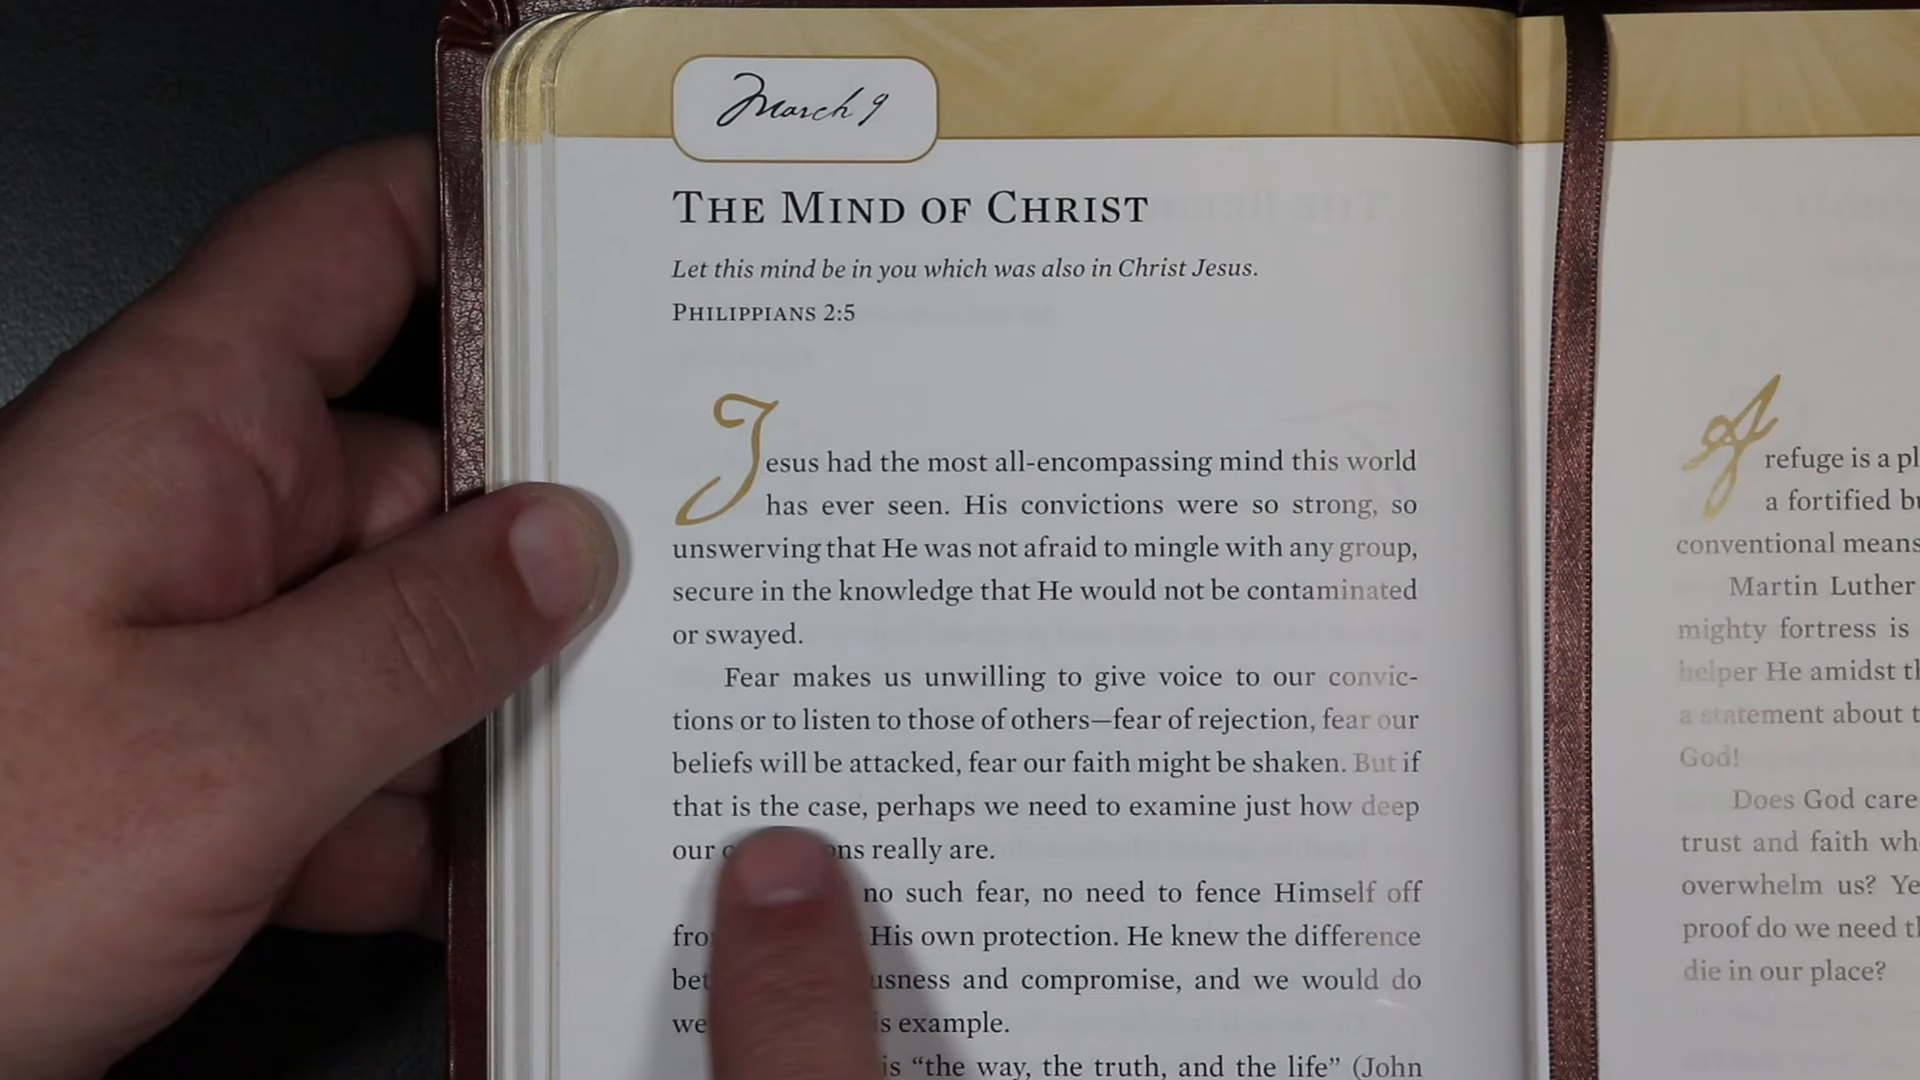 March 9
THE MIND OF CHRIST
Let this mind be in you which was also in Christ Jesus.
PHILIPPIANS 2:5
Jesus had the most all-encompassing mind this world
has ever seen. His convictions were so strong, so
unswerving that He was not afraid to mingle with any group,
secure in the knowledge that He would not be contaminated
or swayed.
Fear makes us unwilling to give voice to our convic-
tions or to listen to those of others—fear of rejection, fear our
beliefs will be attacked, fear our faith might be shaken. But if
that is the case, perhaps we need to examine just how deep
our really are.
no such fear, no need to fence Himself off
His own protection. He knew the difference
and compromise, and we would do
example.
is “the way, the truth, and the life” (John
A refuge is a
a fortified
conventional means
Martin Luther
mighty fortress is
helper He amidst
a statement about
God!
Does God care
trust and faith
overwhelm us?
proof do we need
die in our place?